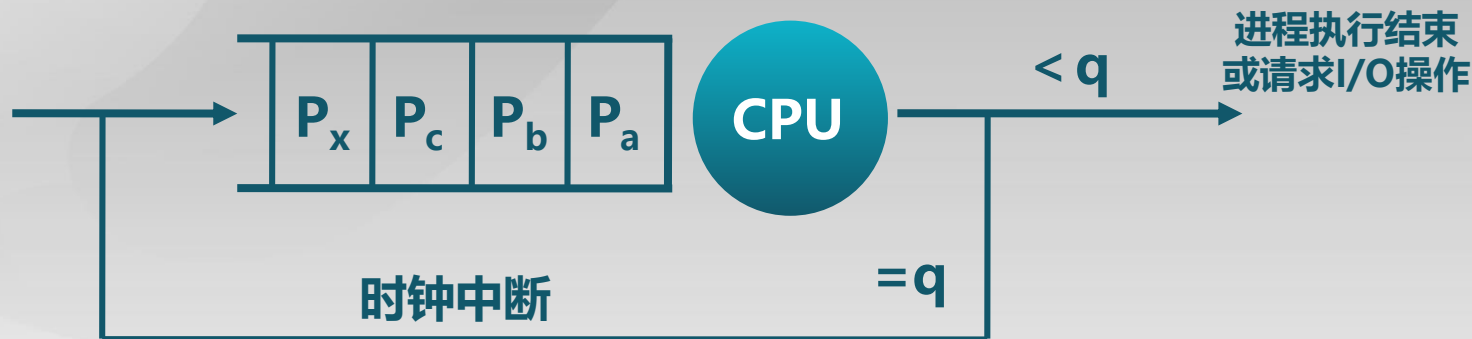 进程执行结束
或请求I/O操作
< q
Px Pc Pb Pa CPU
=q
时钟中断